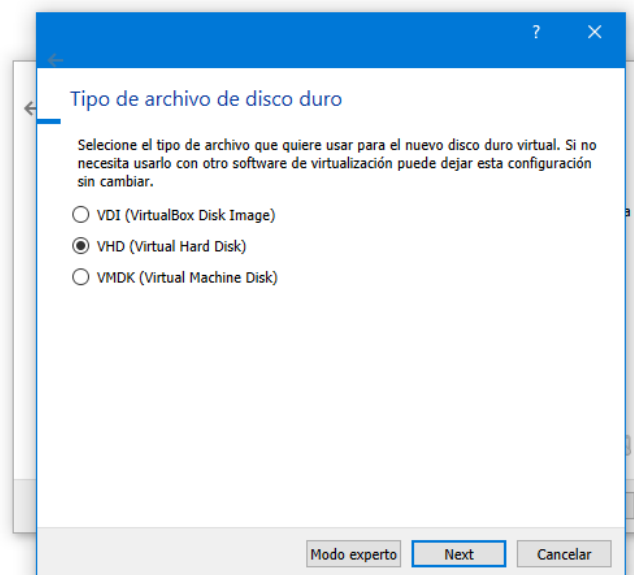 ?
Tipo de archivo de disco duro
Selecione el tipo de archivo que quiere usar para el nuevo disco duro virtual. Si no
necesita usarlo con otro software de virtualización puede dejar esta configuración
sin cambiar.
VDI (VirtualBox Disk Image)
VHD (Virtual Hard Disk)
VMDK (Virtual Machine Disk)
a
Modo experto
Next
Cancelar